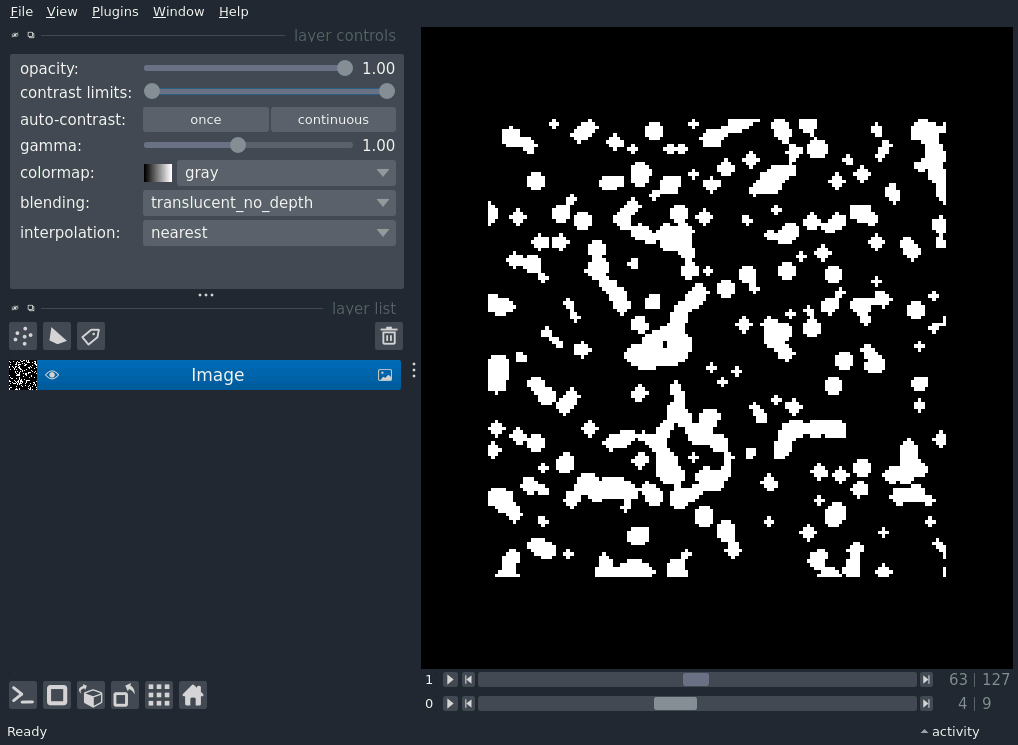 File View Plugins Window Help
layer controls
opacity: 1.00
contrast limits:
auto-contrast: once continuous
gamma: 1.00
colormap: gray
blending: translucent_no_depth
interpolation: nearest
layer list
Image
1 63 | 127
0 4 | 9
Ready activity